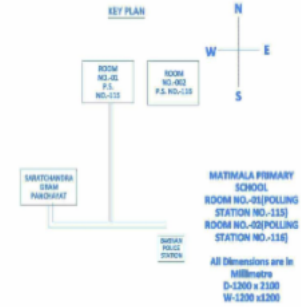 KEY PLAN
N
W
E
S
ROOM
NO.-01
P.S.
NO.-115
ROOM
NO.-002
P.S. NO.-116
SARATCHANDRA
GRAM
PANCHAYAT
POLICE
STATION
MATIMALA PRIMARY
SCHOOL
ROOM NO.-01(POLLING
STATION NO.-115)
ROOM NO.-02(POLLING
STATION NO.-116)
All Dimensions are in
Millimetre
D-1200 x 2100
W-1200 x1200